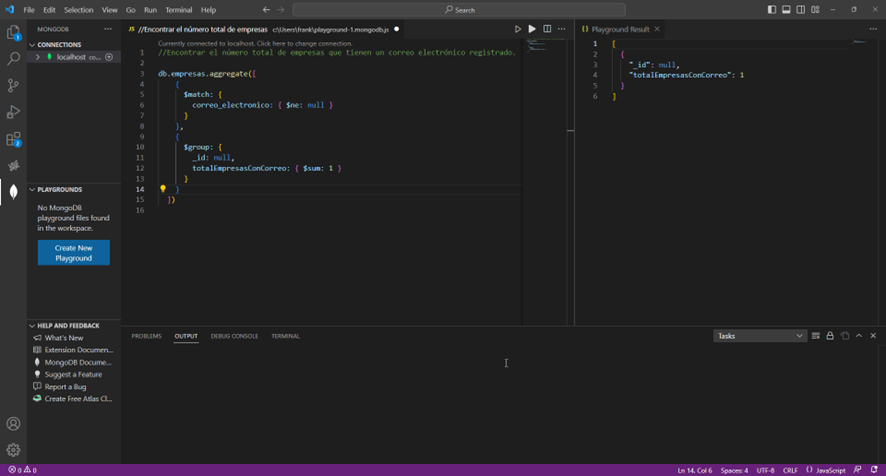 File Edit Selection View Go Run Terminal Help
Search
MONGODB
CONNECTIONS
localhost co...
PLAYGROUNDS
No MongoDB
playground files found
in the workspace.
Create New
Playground
HELP AND FEEDBACK
What's New
Extension Documen...
MongoDB Docume...
Suggest a Feature
Report a Bug
Create Free Atlas Cl...
JS //Encontrar el número total de empresas c:\Users\frank\playground-1.mongodb.js
Currently connected to localhost. Click here to change connection.
1 //Encontrar el número total de empresas que tienen un correo electrónico registrado.
2
3 db.empresas.aggregate([
4 {
5 $match: {
6 correo_electronico: { $ne: null }
7 }
8 },
9 {
10 $group: {
11 _id: null,
12 totalEmpresasConCorreo: { $sum: 1 }
13 }
14 }
15 ])
16
{} Playground Result
1 [
2 {
3 "_id": null,
4 "totalEmpresasConCorreo": 1
5 }
6 ]
PROBLEMS OUTPUT DEBUG CONSOLE TERMINAL
Tasks
0 0
Ln 14, Col 6 Spaces: 4 UTF-8 CRLF {} JavaScript